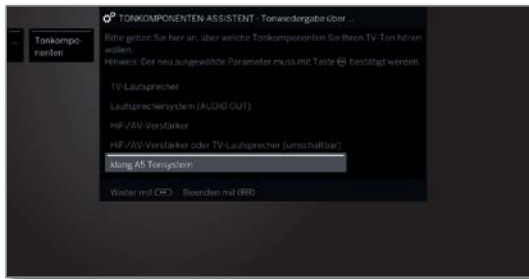 TONKOMPONENTEN-ASSISTENT - Tonwiedergabe über ...
... Tonkompo-
nenten
Bitte geben Sie hier an, über welche Tonkomponenten Sie Ihren TV-Ton hören
wollen.
Hinweis: Der neu ausgewählte Parameter muss mit Taste bestätigt werden.
TV-Lautsprecher
Lautsprechersystem (AUDIO OUT)
HiFi/AV-Verstärker
HiFi/AV-Verstärker oder TV-Lautsprecher (umschaltbar)
klang A5 Tonsystem
Weiter mit Beenden mit